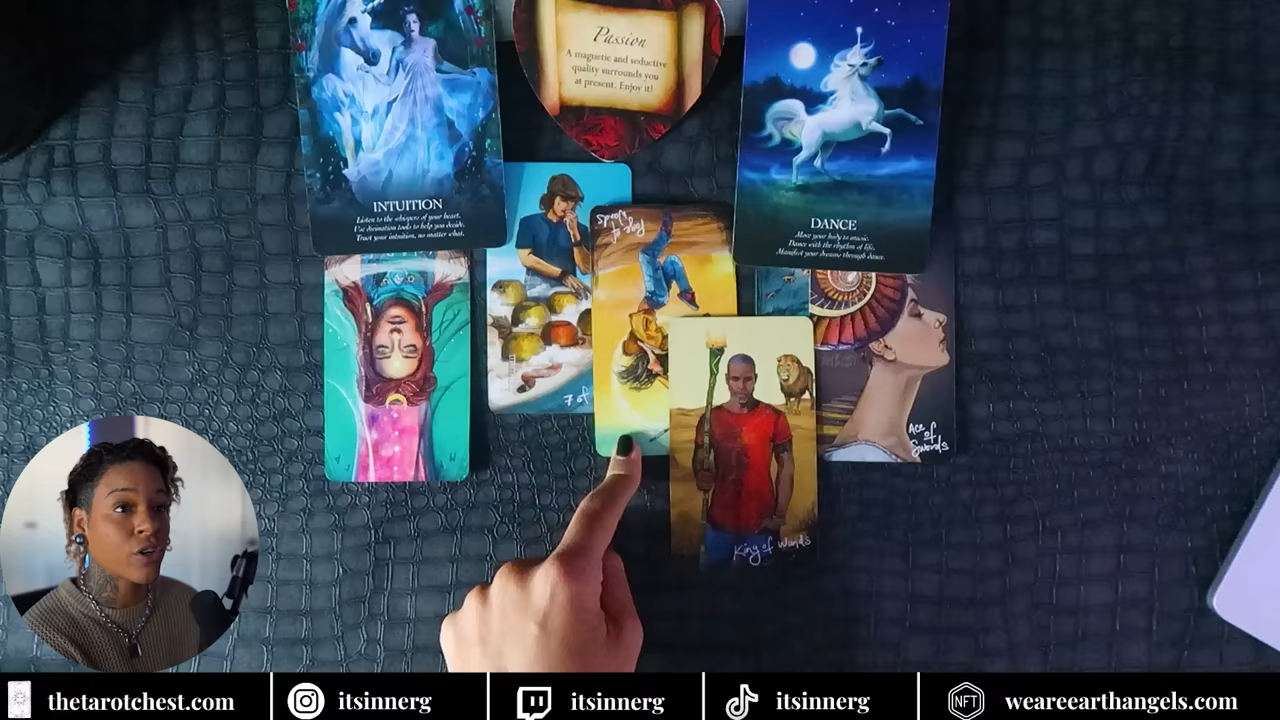 Passion
A magnetic and seductive
quality surrounds you
at present. Enjoy it!
INTUITION
Listen to the whispers of your heart.
Use divination tools to help you decide.
Trust your intuition, no matter what.
DANCE
Move your body to music.
Dance with the rhythm of life.
Manifest your dreams through dance.
7 of
King of Wands
Ace of
Swords
thetarotchest.com
itsinnerg
itsinnerg
itsinnerg
NFT
weareearthangels.com